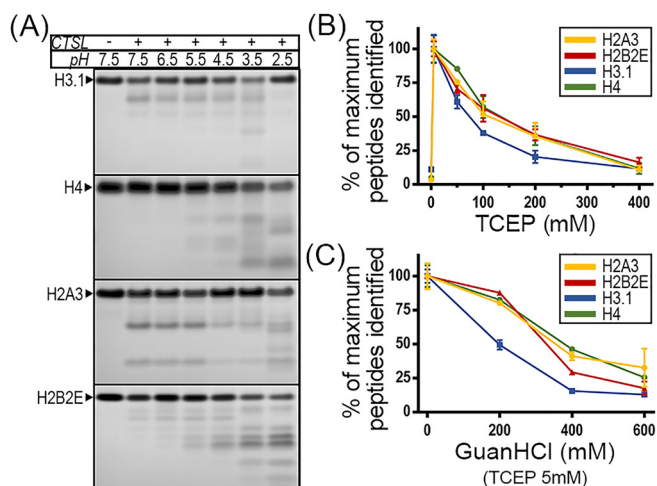 (A)
CTSL - + + + + + +
pH 7.5 7.5 6.5 5.5 4.5 3.5 2.5
H3.1
H4
H2A3
H2B2E
(B)
% of maximum
peptides identified
100
75
50
25
0
0 100 200 300 400
TCEP (mM)
H2A3
H2B2E
H3.1
H4
(C)
% of maximum
peptides identified
100
75
50
25
0
0 200 400 600
GuanHCl (mM)
(TCEP 5mM)
H2A3
H2B2E
H3.1
H4